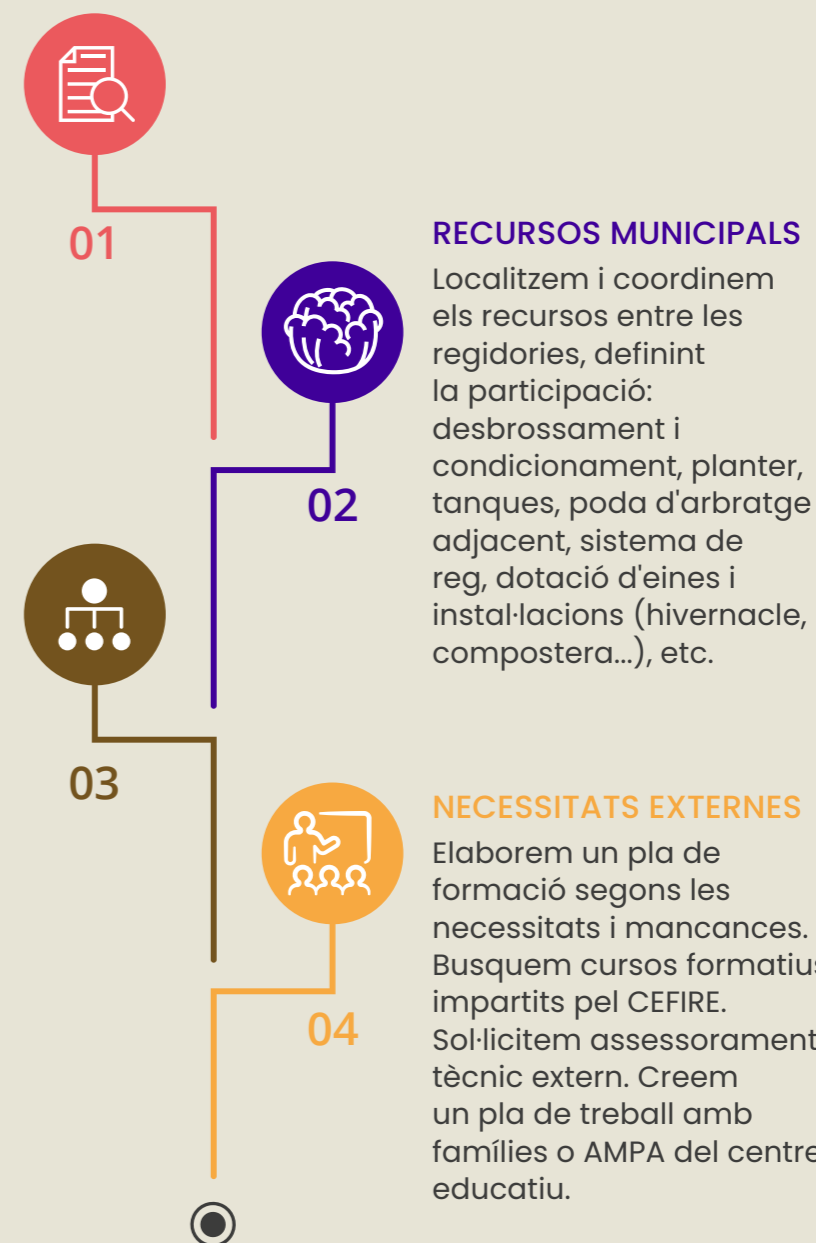 01
RECURSOS MUNICIPALS
Localitzem i coordinem
els recursos entre les
regidories, definint
la participació:
desbrossament i
condicionament, planter,
tanques, poda d'arbratge
adjacent, sistema de
reg, dotació d'eines i
instal·lacions (hivernacle,
compostera...), etc.
02
03
NECESSITATS EXTERNES
Elaborem un pla de
formació segons les
necessitats i mancances.
Busquem cursos formatius
impartits pel CEFIRE.
Sol·licitem assessorament
tècnic extern. Creem
un pla de treball amb
famílies o AMPA del centre
educatiu.
04